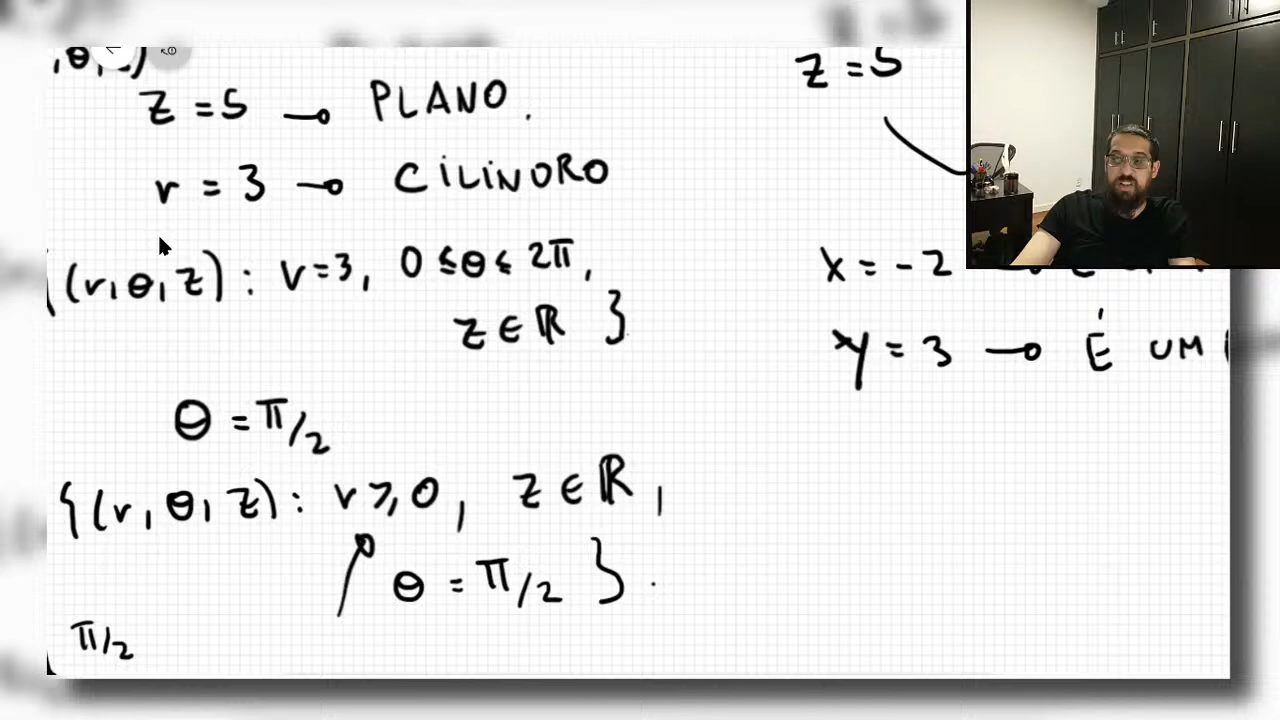 ,θ,z)
z = 5 → PLANO.
r = 3 → CILINDRO
{(r, θ, z) : r = 3, 0 ≤ θ ≤ 2π,
z ∈ ℝ }
θ = π/2
{(r, θ, z) : r ≥ 0, z ∈ ℝ,
θ = π/2 } .
π/2
z = 5
x = -2
y = 3 → É UM